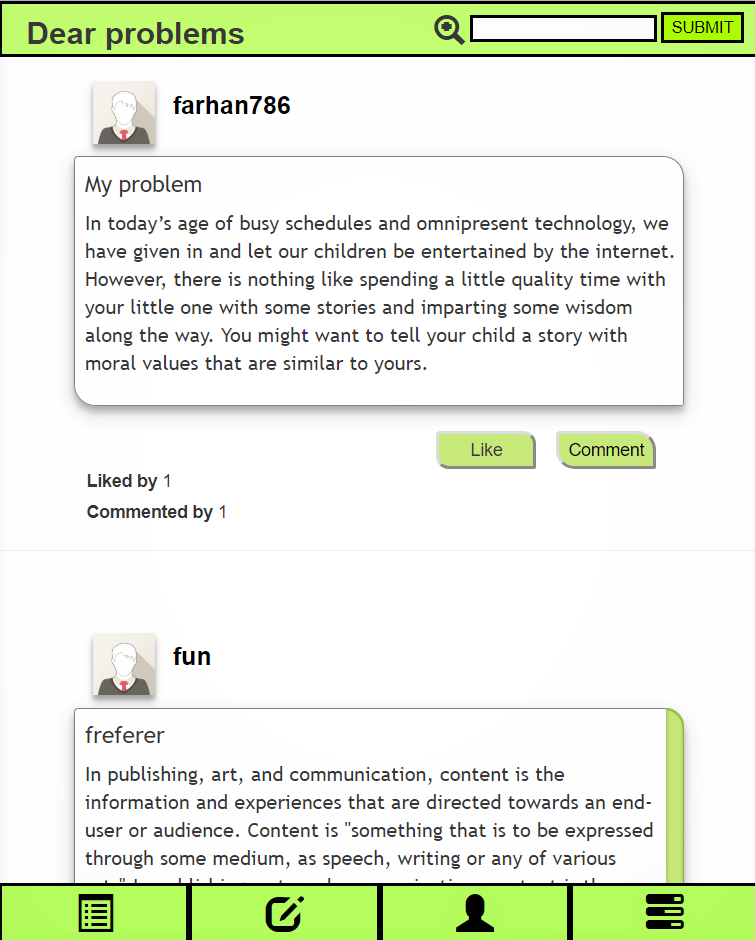 Dear problems
SUBMIT
farhan786
My problem
In today’s age of busy schedules and omnipresent technology, we
have given in and let our children be entertained by the internet.
However, there is nothing like spending a little quality time with
your little one with some stories and imparting some wisdom
along the way. You might want to tell your child a story with
moral values that are similar to yours.
Like
Comment
Liked by 1
Commented by 1
fun
freferer
In publishing, art, and communication, content is the
information and experiences that are directed towards an end-
user or audience. Content is "something that is to be expressed
through some medium, as speech, writing or any of various